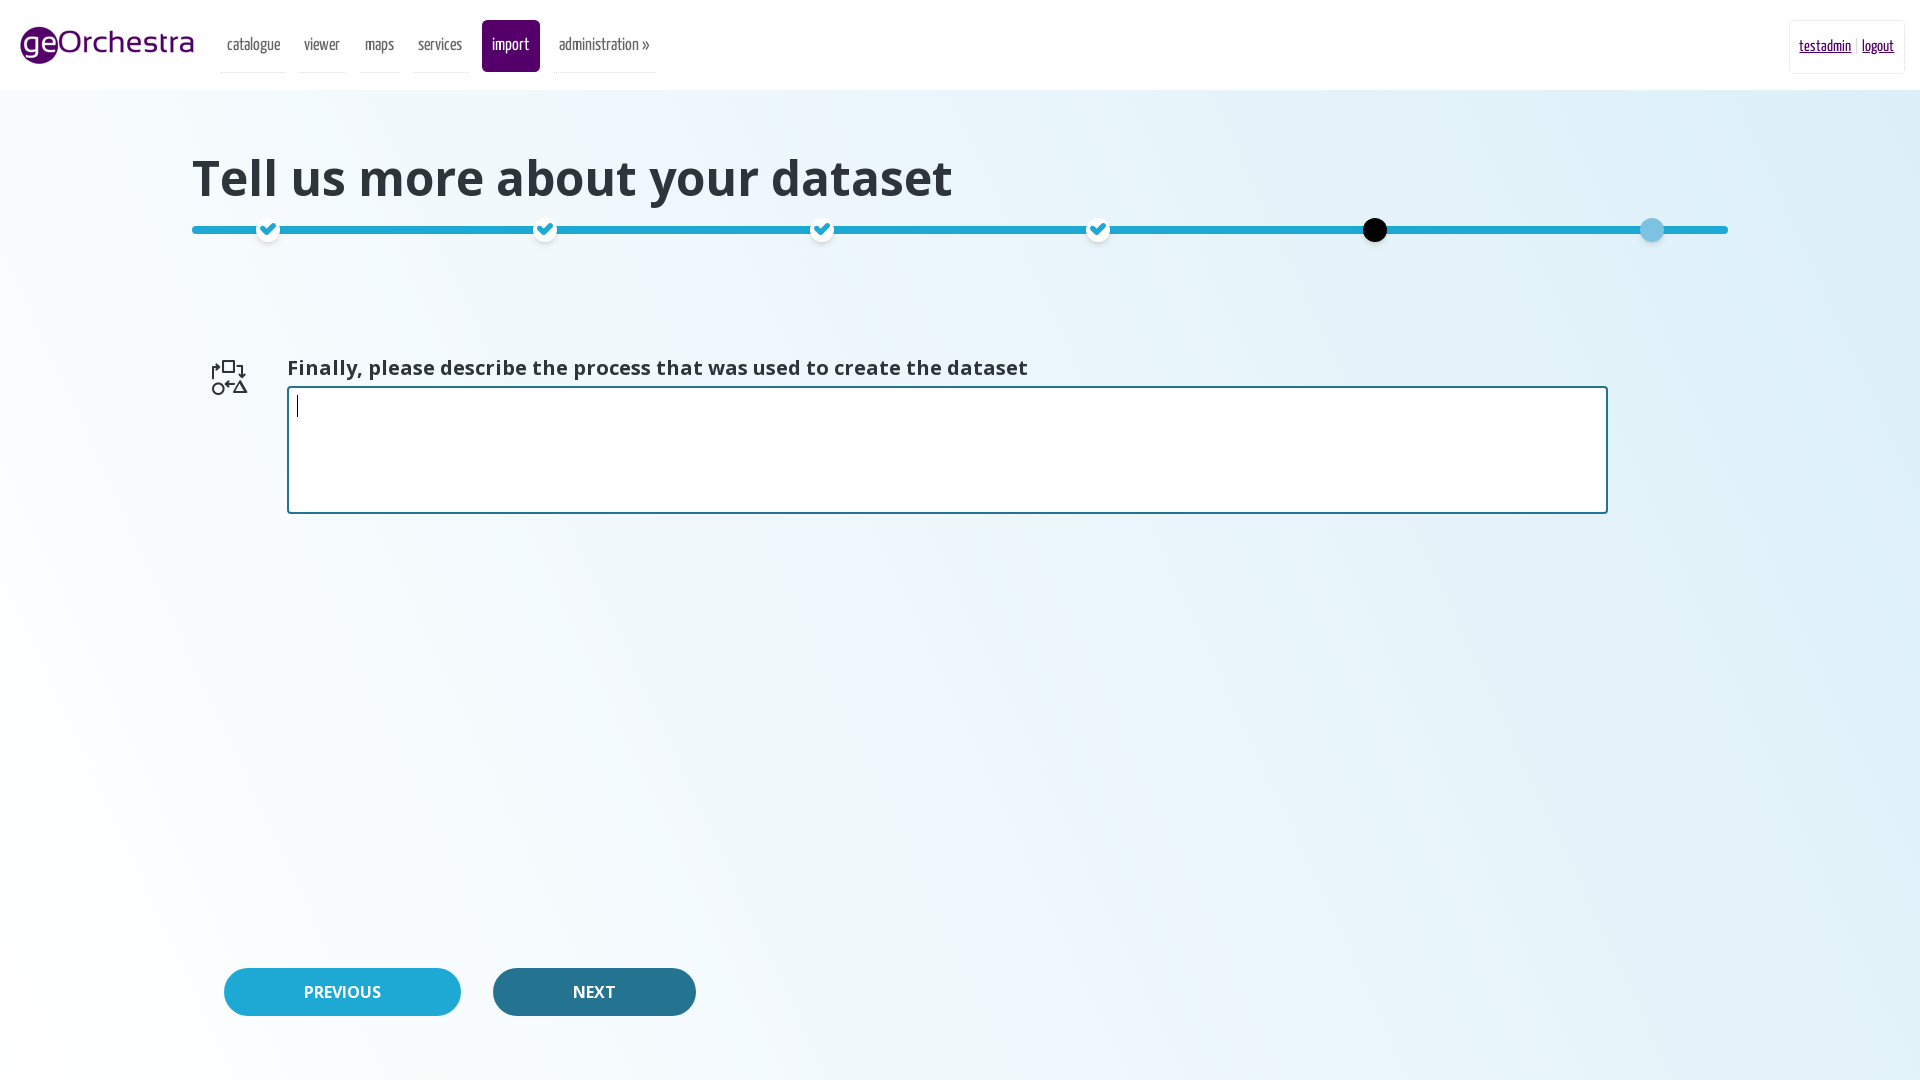 geOrchestra
catalogue
viewer
maps
services
import
administration »
testadmin
logout
Tell us more about your dataset
Finally, please describe the process that was used to create the dataset
PREVIOUS
NEXT